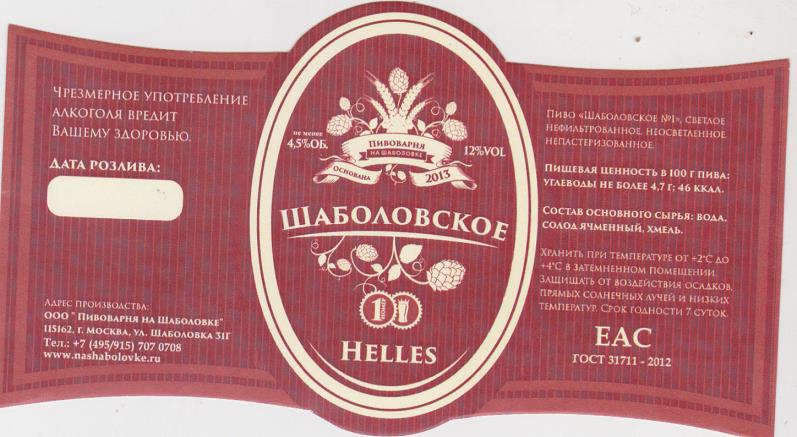 Чрезмерное употребление
алкоголя вредит
Вашему здоровью.
Дата розлива:
Адрес производства:
ООО " Пивоварня на Шаболовке"
115162, г. Москва, ул. Шаболовка 31Г
Тел.: +7 (495/915) 707 0708
www.nashabolovke.ru
не менее
4,5%об.
12%VOL
Пивоварня
на Шаболовке
основана
2013
Шаболовское
1
Helles
Пиво «Шаболовское №1», светлое
нефильтрованное, неосветленное,
непастеризованное.
Пищевая ценность в 100 г пива:
углеводы не более 4,7 г; 46 ккал.
Состав основного сырья: вода,
солод ячменный, хмель.
Хранить при температуре от +2°С до
+4°С в затемненном помещении.
Защищать от воздействия осадков,
прямых солнечных лучей и низких
температур. Срок годности 7 суток.
ЕАС
ГОСТ 31711 - 2012